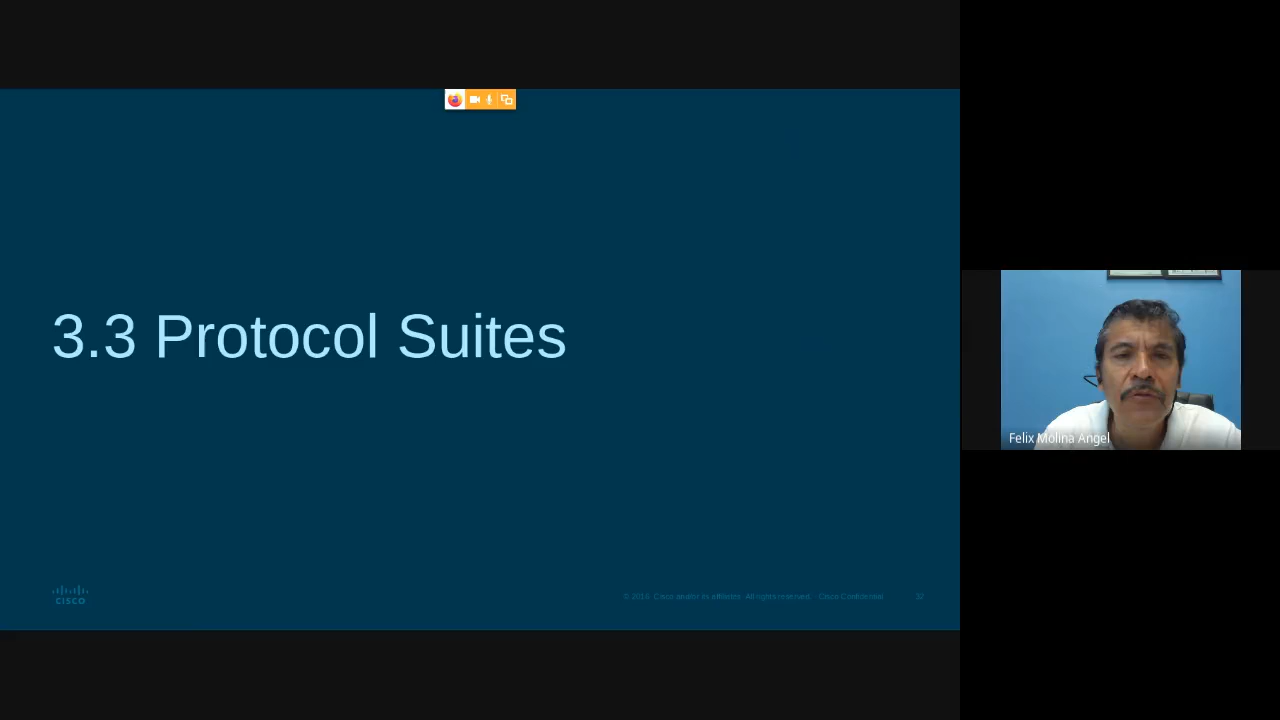 3.3 Protocol Suites
Felix Molina Angel
CISCO
© 2016 Cisco and/or its affiliates. All rights reserved. Cisco Confidential
32